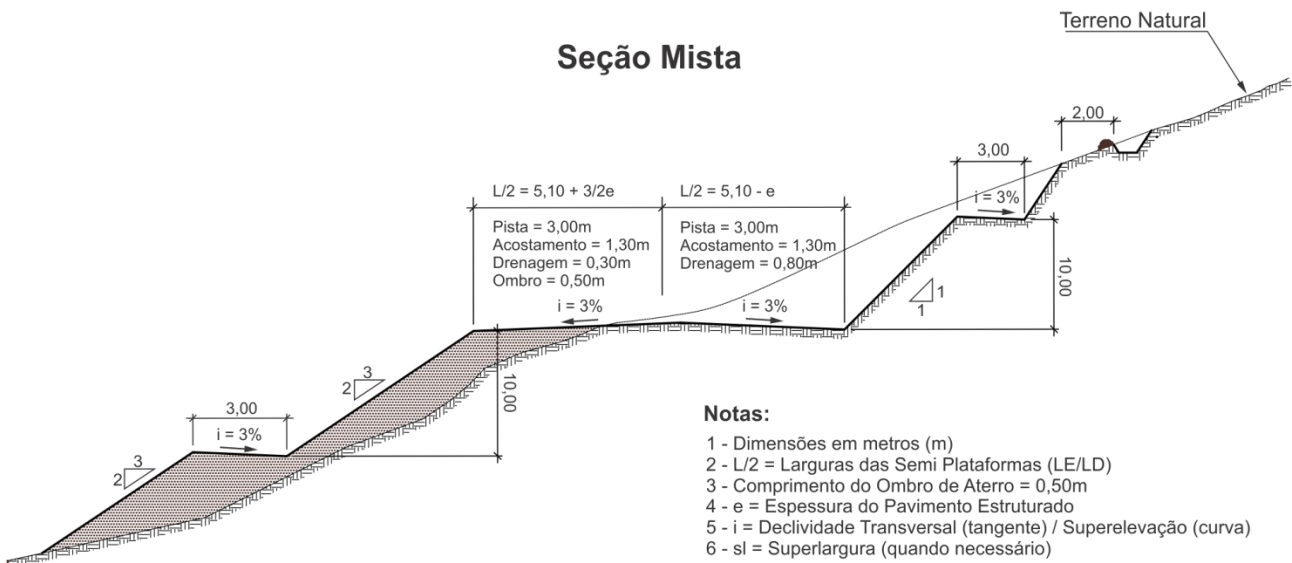 Terreno Natural
Seção Mista
2,00
3,00
i = 3%
L/2 = 5,10 + 3/2e
L/2 = 5,10 - e
Pista = 3,00m
Acostamento = 1,30m
Drenagem = 0,30m
Ombro = 0,50m
Pista = 3,00m
Acostamento = 1,30m
Drenagem = 0,80m
i = 3%
i = 3%
10,00
1
1
10,00
3
2
3,00
i = 3%
3
2
Notas:
1 - Dimensões em metros (m)
2 - L/2 = Larguras das Semi Plataformas (LE/LD)
3 - Comprimento do Ombro de Aterro = 0,50m
4 - e = Espessura do Pavimento Estruturado
5 - i = Declividade Transversal (tangente) / Superelevação (curva)
6 - sl = Superlargura (quando necessário)